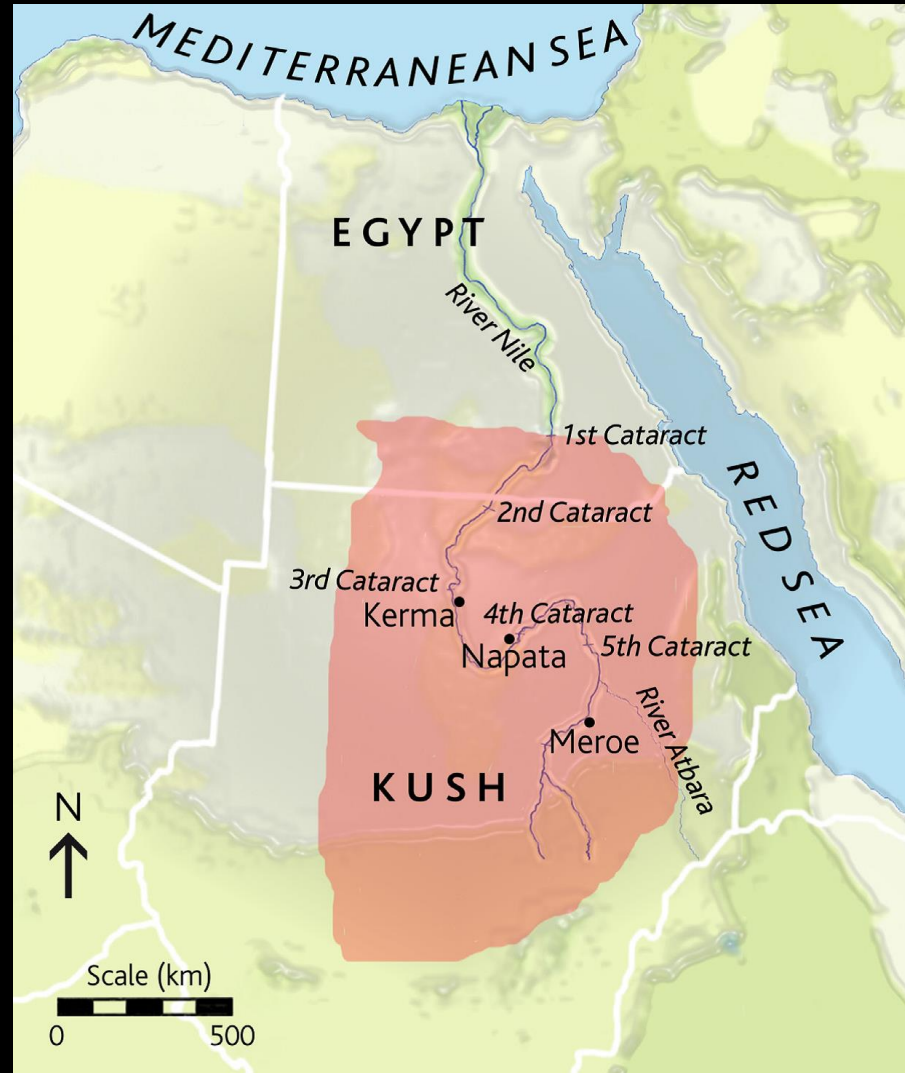 MEDITERRANEAN SEA
EGYPT
River Nile
1st Cataract
RED SEA
2nd Cataract
3rd Cataract
Kerma
4th Cataract
Napata
5th Cataract
River Atbara
Meroe
KUSH
N
Scale (km)
0 500